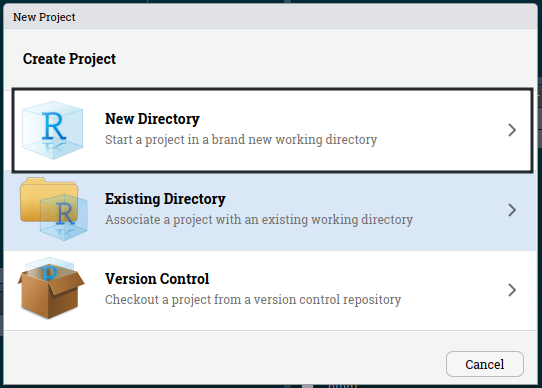 New Project
Create Project
R
New Directory
Start a project in a brand new working directory
R
Existing Directory
Associate a project with an existing working directory
R
Version Control
Checkout a project from a version control repository
Cancel